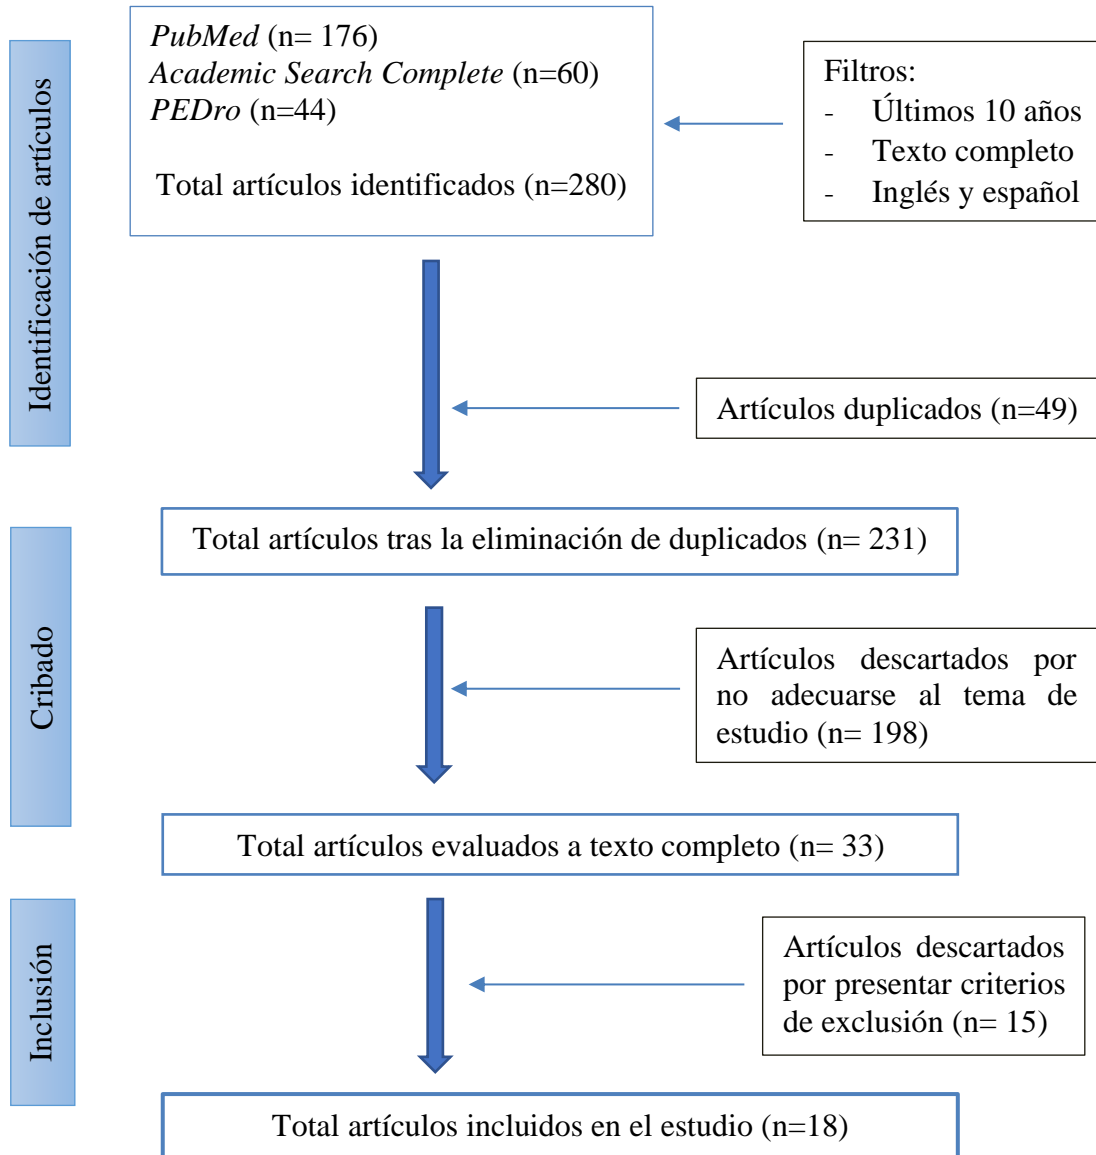 Identificación de artículos
PubMed (n= 176)
Academic Search Complete (n=60)
PEDro (n=44)
Total artículos identificados (n=280)
Filtros:
- Últimos 10 años
- Texto completo
- Inglés y español
Artículos duplicados (n=49)
Cribado
Total artículos tras la eliminación de duplicados (n= 231)
Artículos descartados por
no adecuarse al tema de
estudio (n= 198)
Total artículos evaluados a texto completo (n= 33)
Inclusión
Artículos descartados
por presentar criterios
de exclusión (n= 15)
Total artículos incluidos en el estudio (n=18)